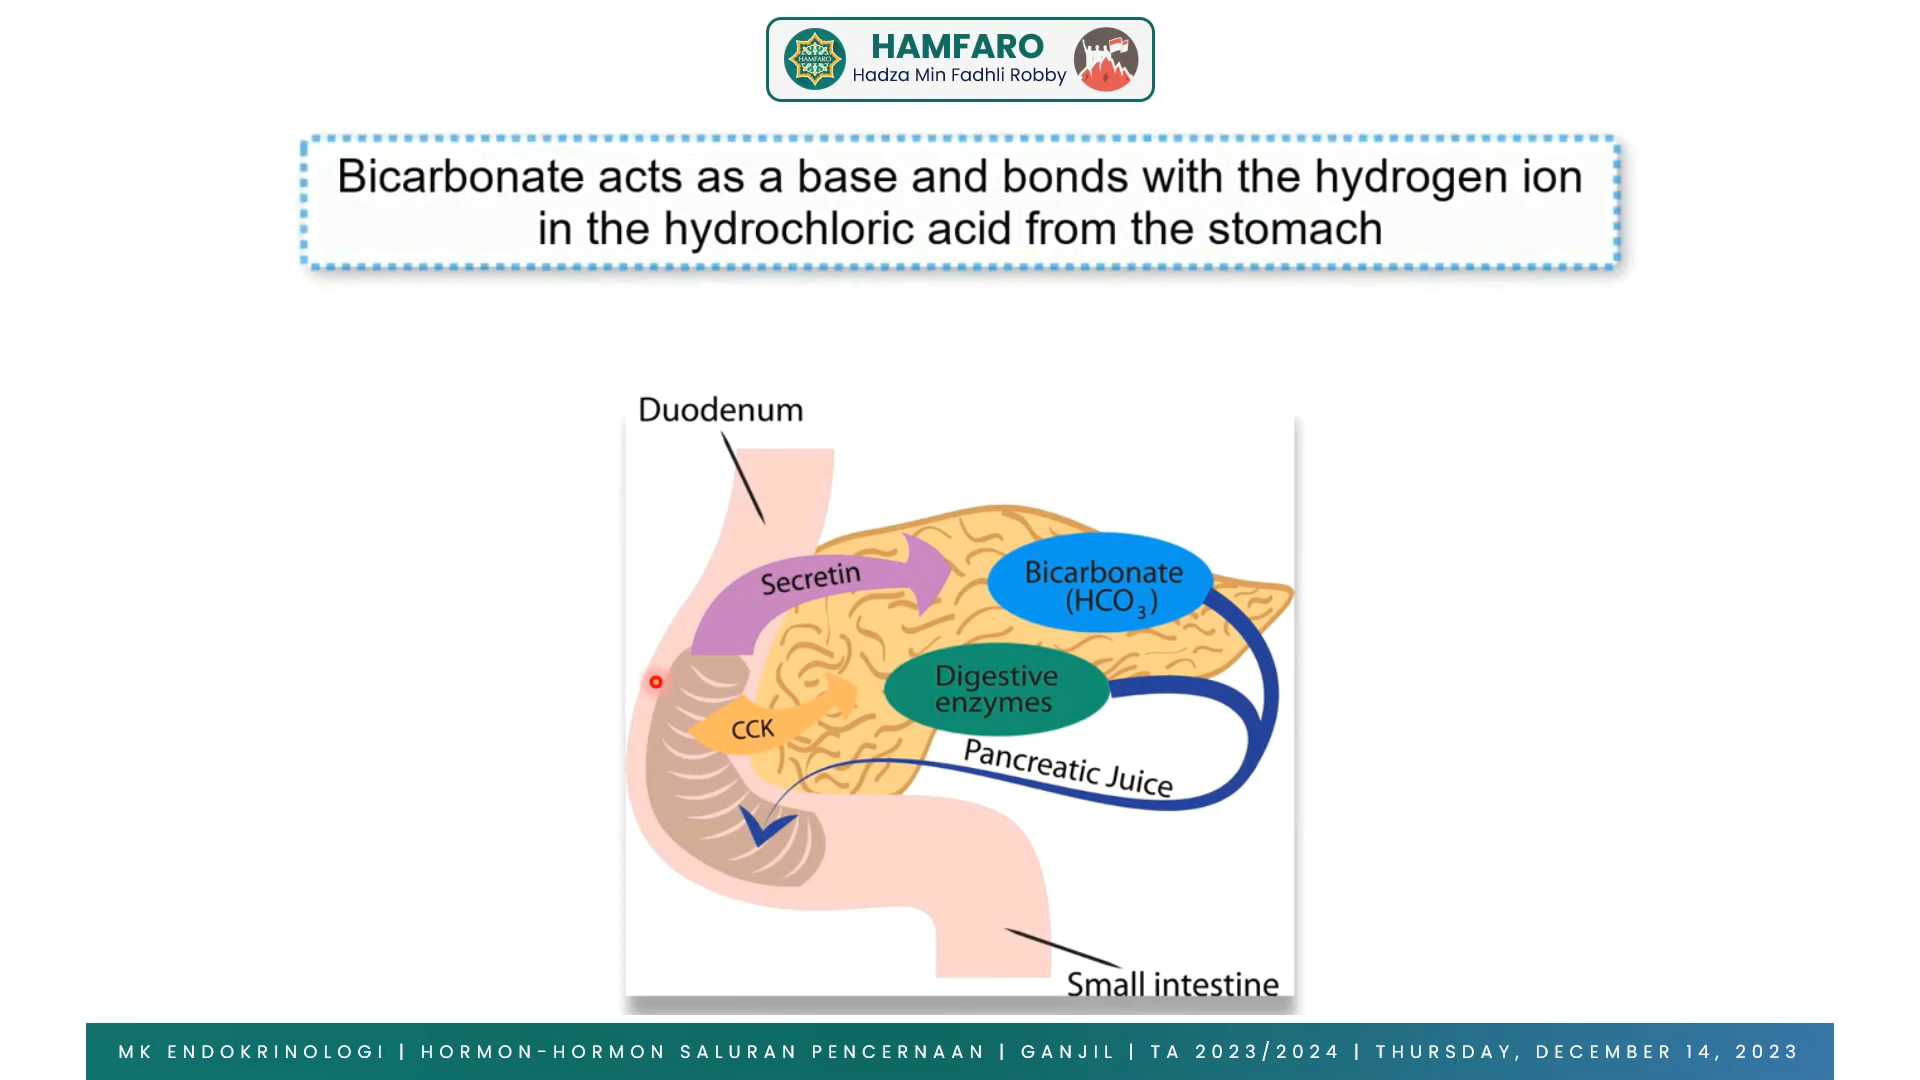 HAMFARO
HAMFARO
Hadza Min Fadhli Robby
Bicarbonate acts as a base and bonds with the hydrogen ion
in the hydrochloric acid from the stomach
Duodenum
Secretin
Bicarbonate
(HCO₃)
Digestive
enzymes
CCK
Pancreatic Juice
Small intestine
MK ENDOKRINOLOGI | HORMON-HORMON SALURAN PENCERNAAN | GANJIL | TA 2023/2024 | THURSDAY, DECEMBER 14, 2023